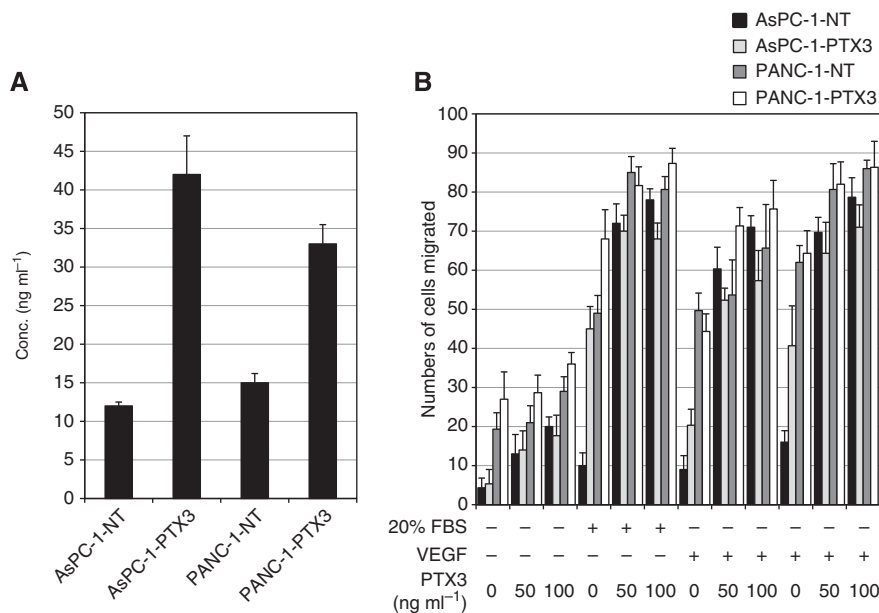 A
50
45
40
35
30
25
20
15
10
5
0
Conc. (ng ml⁻¹)
AsPC-1-NT
AsPC-1-PTX3
PANC-1-NT
PANC-1-PTX3
B
AsPC-1-NT
AsPC-1-PTX3
PANC-1-NT
PANC-1-PTX3
100
90
80
70
60
50
40
30
20
10
0
Numbers of cells migrated
20% FBS – – – + + + – – – – – –
VEGF – – – – – – + + + + + +
PTX3 (ng ml⁻¹) 0 50 100 0 50 100 0 50 100 0 50 100